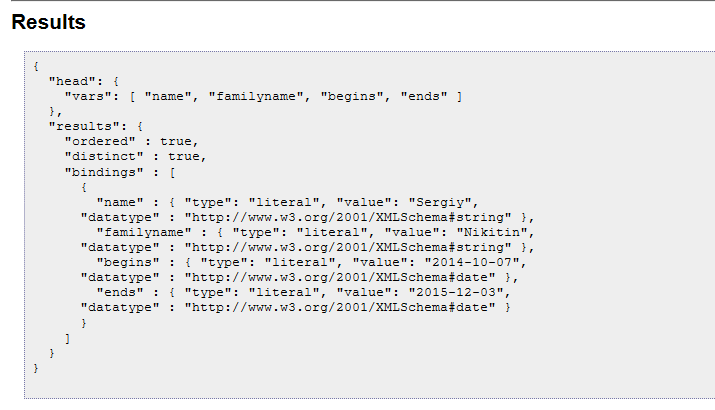 Results
{
  "head": {
    "vars": [ "name", "familyname", "begins", "ends" ]
  },
  "results": {
    "ordered" : true,
    "distinct" : true,
    "bindings" : [
      {
        "name" : { "type": "literal", "value": "Sergiy",
      "datatype" : "http://www.w3.org/2001/XMLSchema#string" },
        "familyname" : { "type": "literal", "value": "Nikitin",
      "datatype" : "http://www.w3.org/2001/XMLSchema#string" },
        "begins" : { "type": "literal", "value": "2014-10-07",
      "datatype" : "http://www.w3.org/2001/XMLSchema#date" },
        "ends" : { "type": "literal", "value": "2015-12-03",
      "datatype" : "http://www.w3.org/2001/XMLSchema#date" }
      }
    ]
  }
}